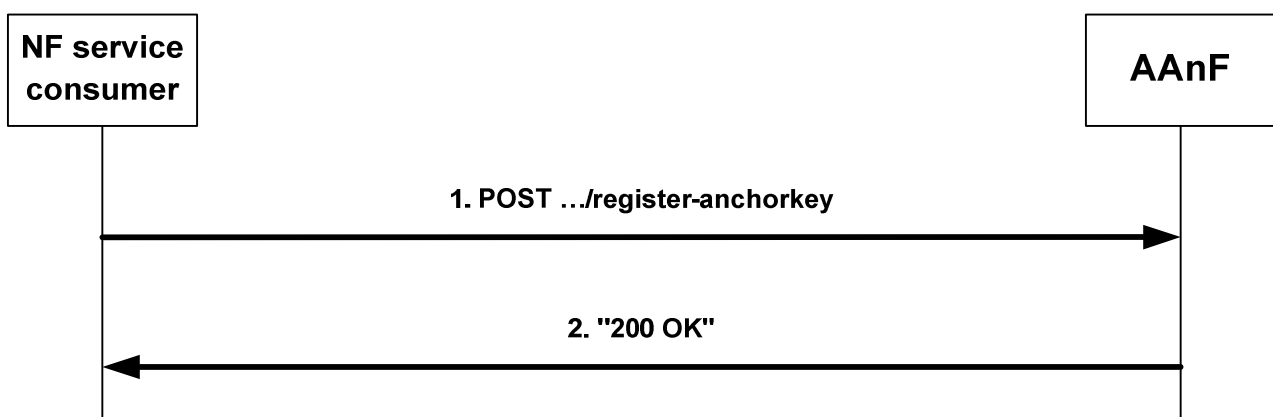 NF service
consumer
AAnF
1. POST …/register-anchorkey
2. "200 OK"